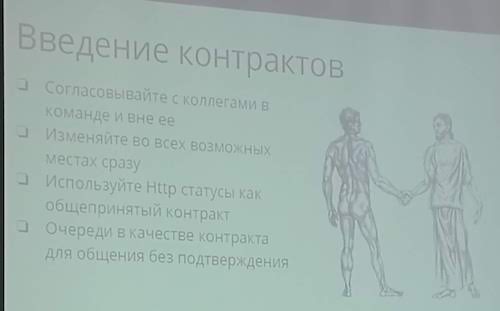 Введение контрактов
❑ Согласовывайте с коллегами в
команде и вне ее
❑ Изменяйте во всех возможных
местах сразу
❑ Используйте Http статусы как
общепринятый контракт
❑ Очереди в качестве контракта
для общения без подтверждения